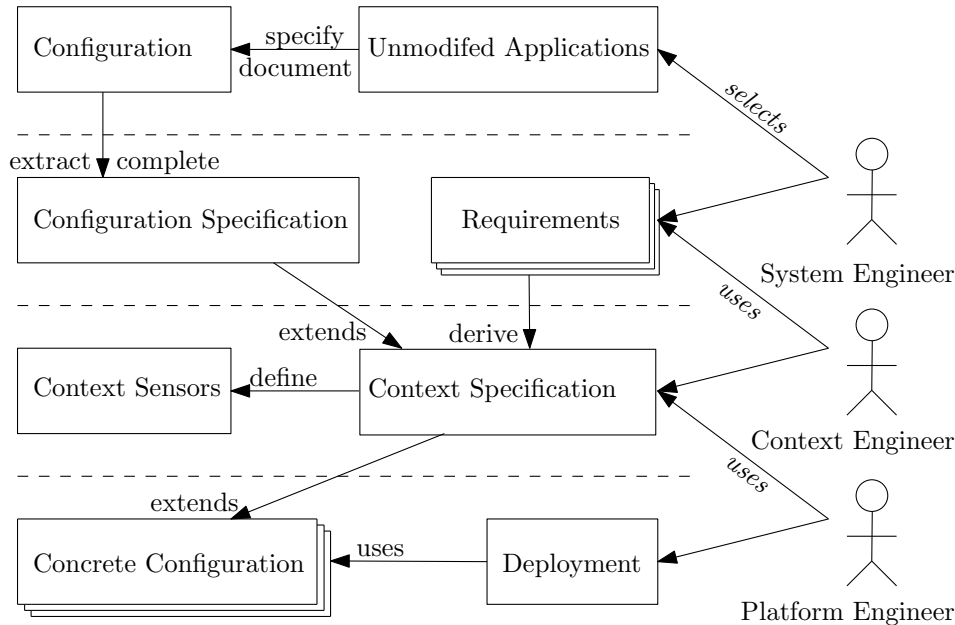 Configuration
specify
document
Unmodifed Applications
selects
extract complete
Configuration Specification
Requirements
System Engineer
extends
derive
uses
Context Sensors
define
Context Specification
Context Engineer
uses
extends
Concrete Configuration
uses
Deployment
Platform Engineer